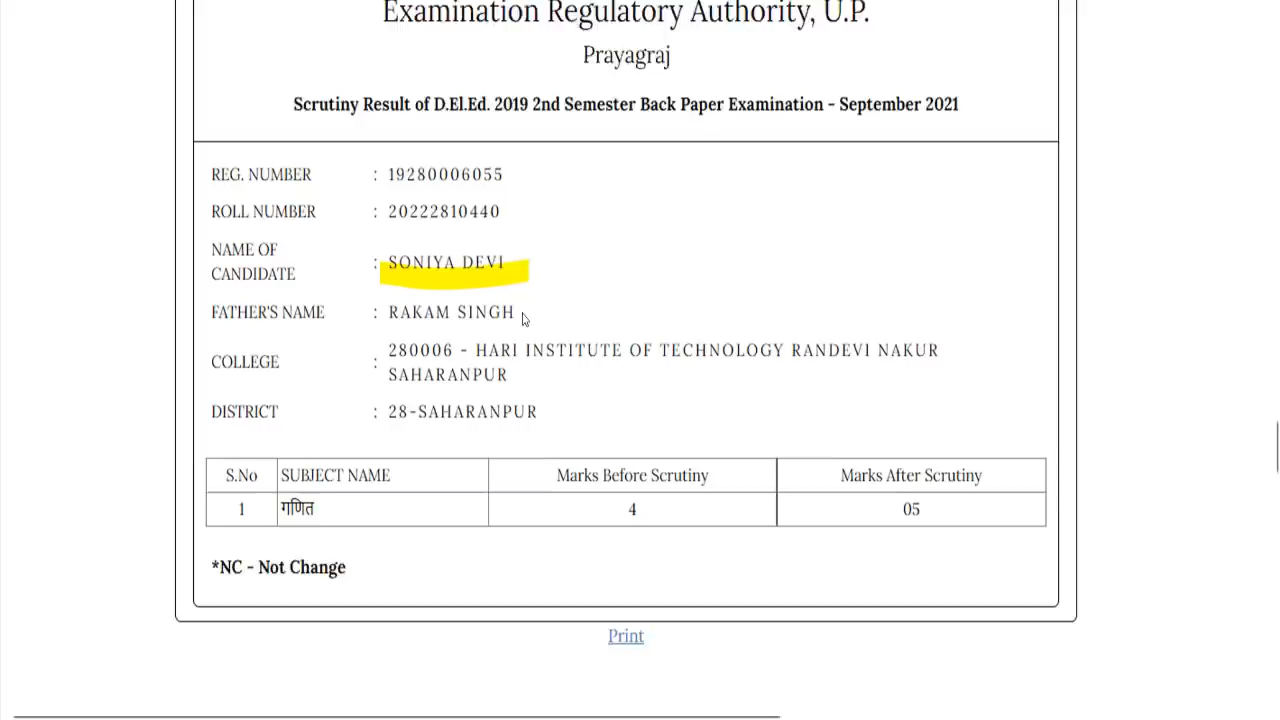 Examination Regulatory Authority, U.P.
Prayagraj
Scrutiny Result of D.El.Ed. 2019 2nd Semester Back Paper Examination - September 2021
REG. NUMBER : 19280006055
ROLL NUMBER : 20222810440
NAME OF
CANDIDATE : SONIYA DEVI
FATHER'S NAME : RAKAM SINGH
COLLEGE : 280006 - HARI INSTITUTE OF TECHNOLOGY RANDEVI NAKUR
SAHARANPUR
DISTRICT : 28-SAHARANPUR
S.No SUBJECT NAME Marks Before Scrutiny Marks After Scrutiny
1 गणित 4 05
*NC - Not Change
Print